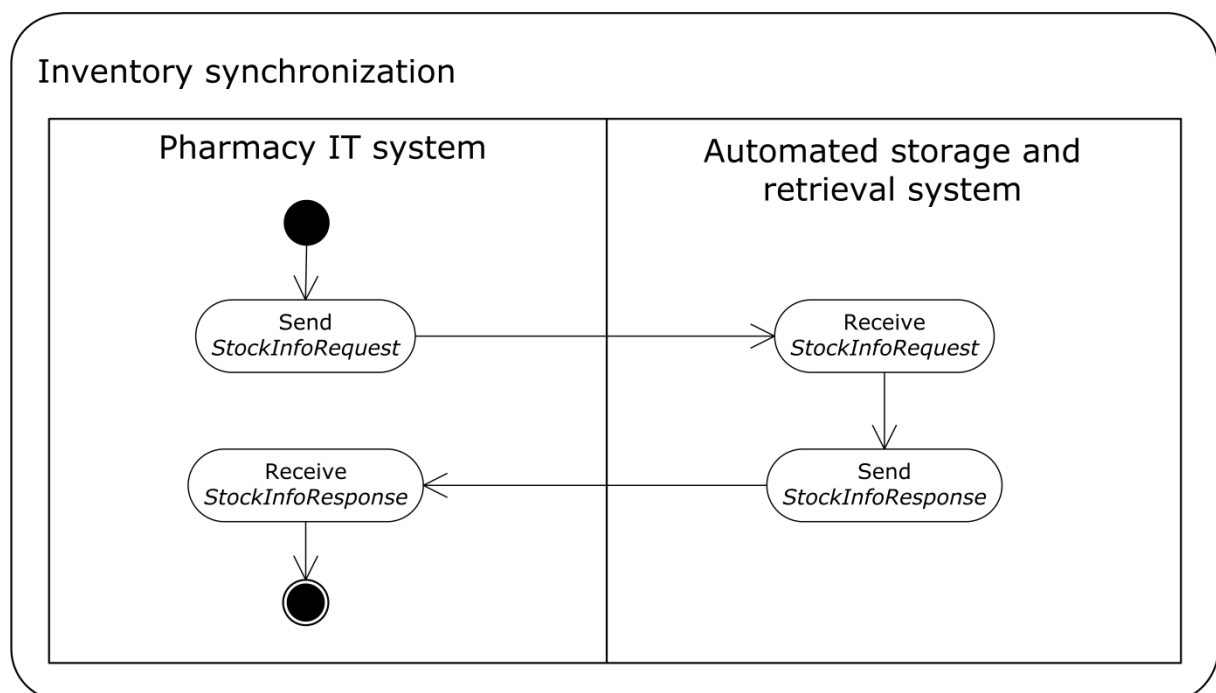 Inventory synchronization
Pharmacy IT system
Automated storage and
retrieval system
Send
StockInfoRequest
Receive
StockInfoRequest
Receive
StockInfoResponse
Send
StockInfoResponse